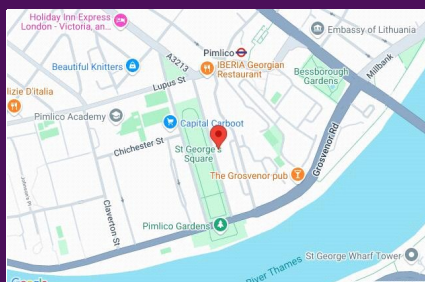 Holiday Inn Express
London - Victoria, an...
A3213
Pimlico
Embassy of Lithuania
Beautiful Knitters
IBERIA Georgian
Restaurant
Millbank
Lupus St
Bessborough
Gardens
lizie D'italia
Pimlico Academy
Capital Carboot
Chichester St
St George's
Square
Grosvenor Rd
The Grosvenor pub
Johnson's Pl
Claverton St
Pimlico Gardens
St George Wharf Tower
River Thames
Google